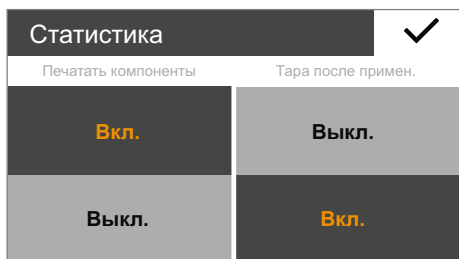 Статистика
Печатать компоненты Тара после примен.
Вкл. Выкл.
Выкл. Вкл.